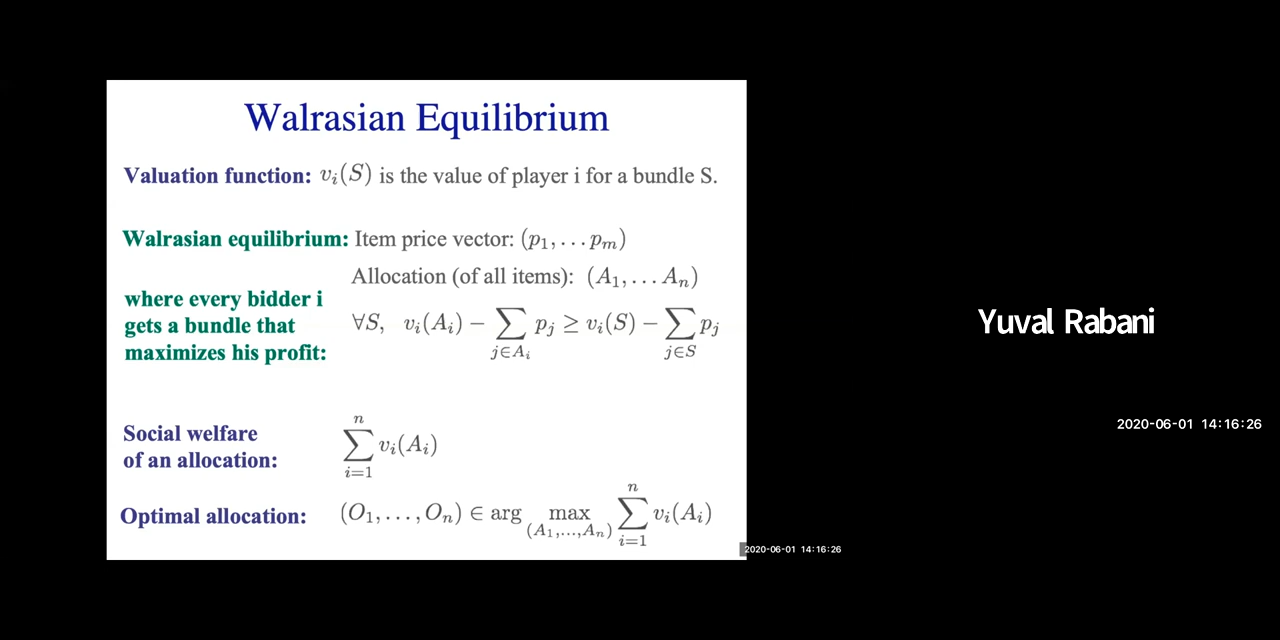 Walrasian Equilibrium
Valuation function: v_i(S) is the value of player i for a bundle S.
Walrasian equilibrium: Item price vector: (p_1, ... p_m)
Allocation (of all items): (A_1, ... A_n)
where every bidder i
gets a bundle that
maximizes his profit:
∀S, v_i(A_i) − ∑_{j∈A_i} p_j ≥ v_i(S) − ∑_{j∈S} p_j
Social welfare
of an allocation:
∑_{i=1}^{n} v_i(A_i)
Optimal allocation: (O_1, ..., O_n) ∈ arg max_{(A_1,...,A_n)} ∑_{i=1}^{n} v_i(A_i)
2020-06-01 14:16:26
Yuval Rabani
2020-06-01 14:16:26